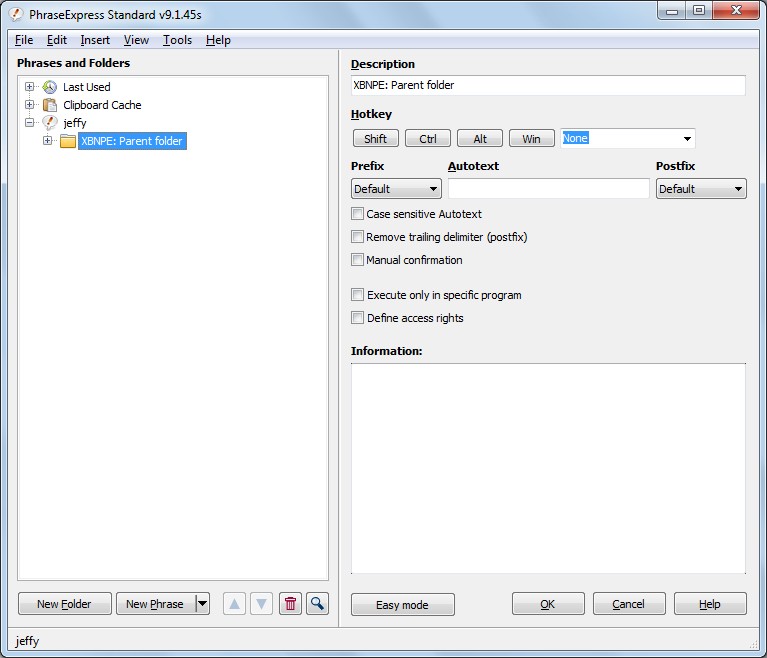 PhraseExpress Standard v9.1.45s
File Edit Insert View Tools Help
Phrases and Folders
Last Used
Clipboard Cache
jeffy
XBNPE: Parent folder
New Folder New Phrase
Description
XBNPE: Parent folder
Hotkey
Shift Ctrl Alt Win None
Prefix Autotext Postfix
Default Default
Case sensitive Autotext
Remove trailing delimiter (postfix)
Manual confirmation
Execute only in specific program
Define access rights
Information:
Easy mode OK Cancel Help
jeffy